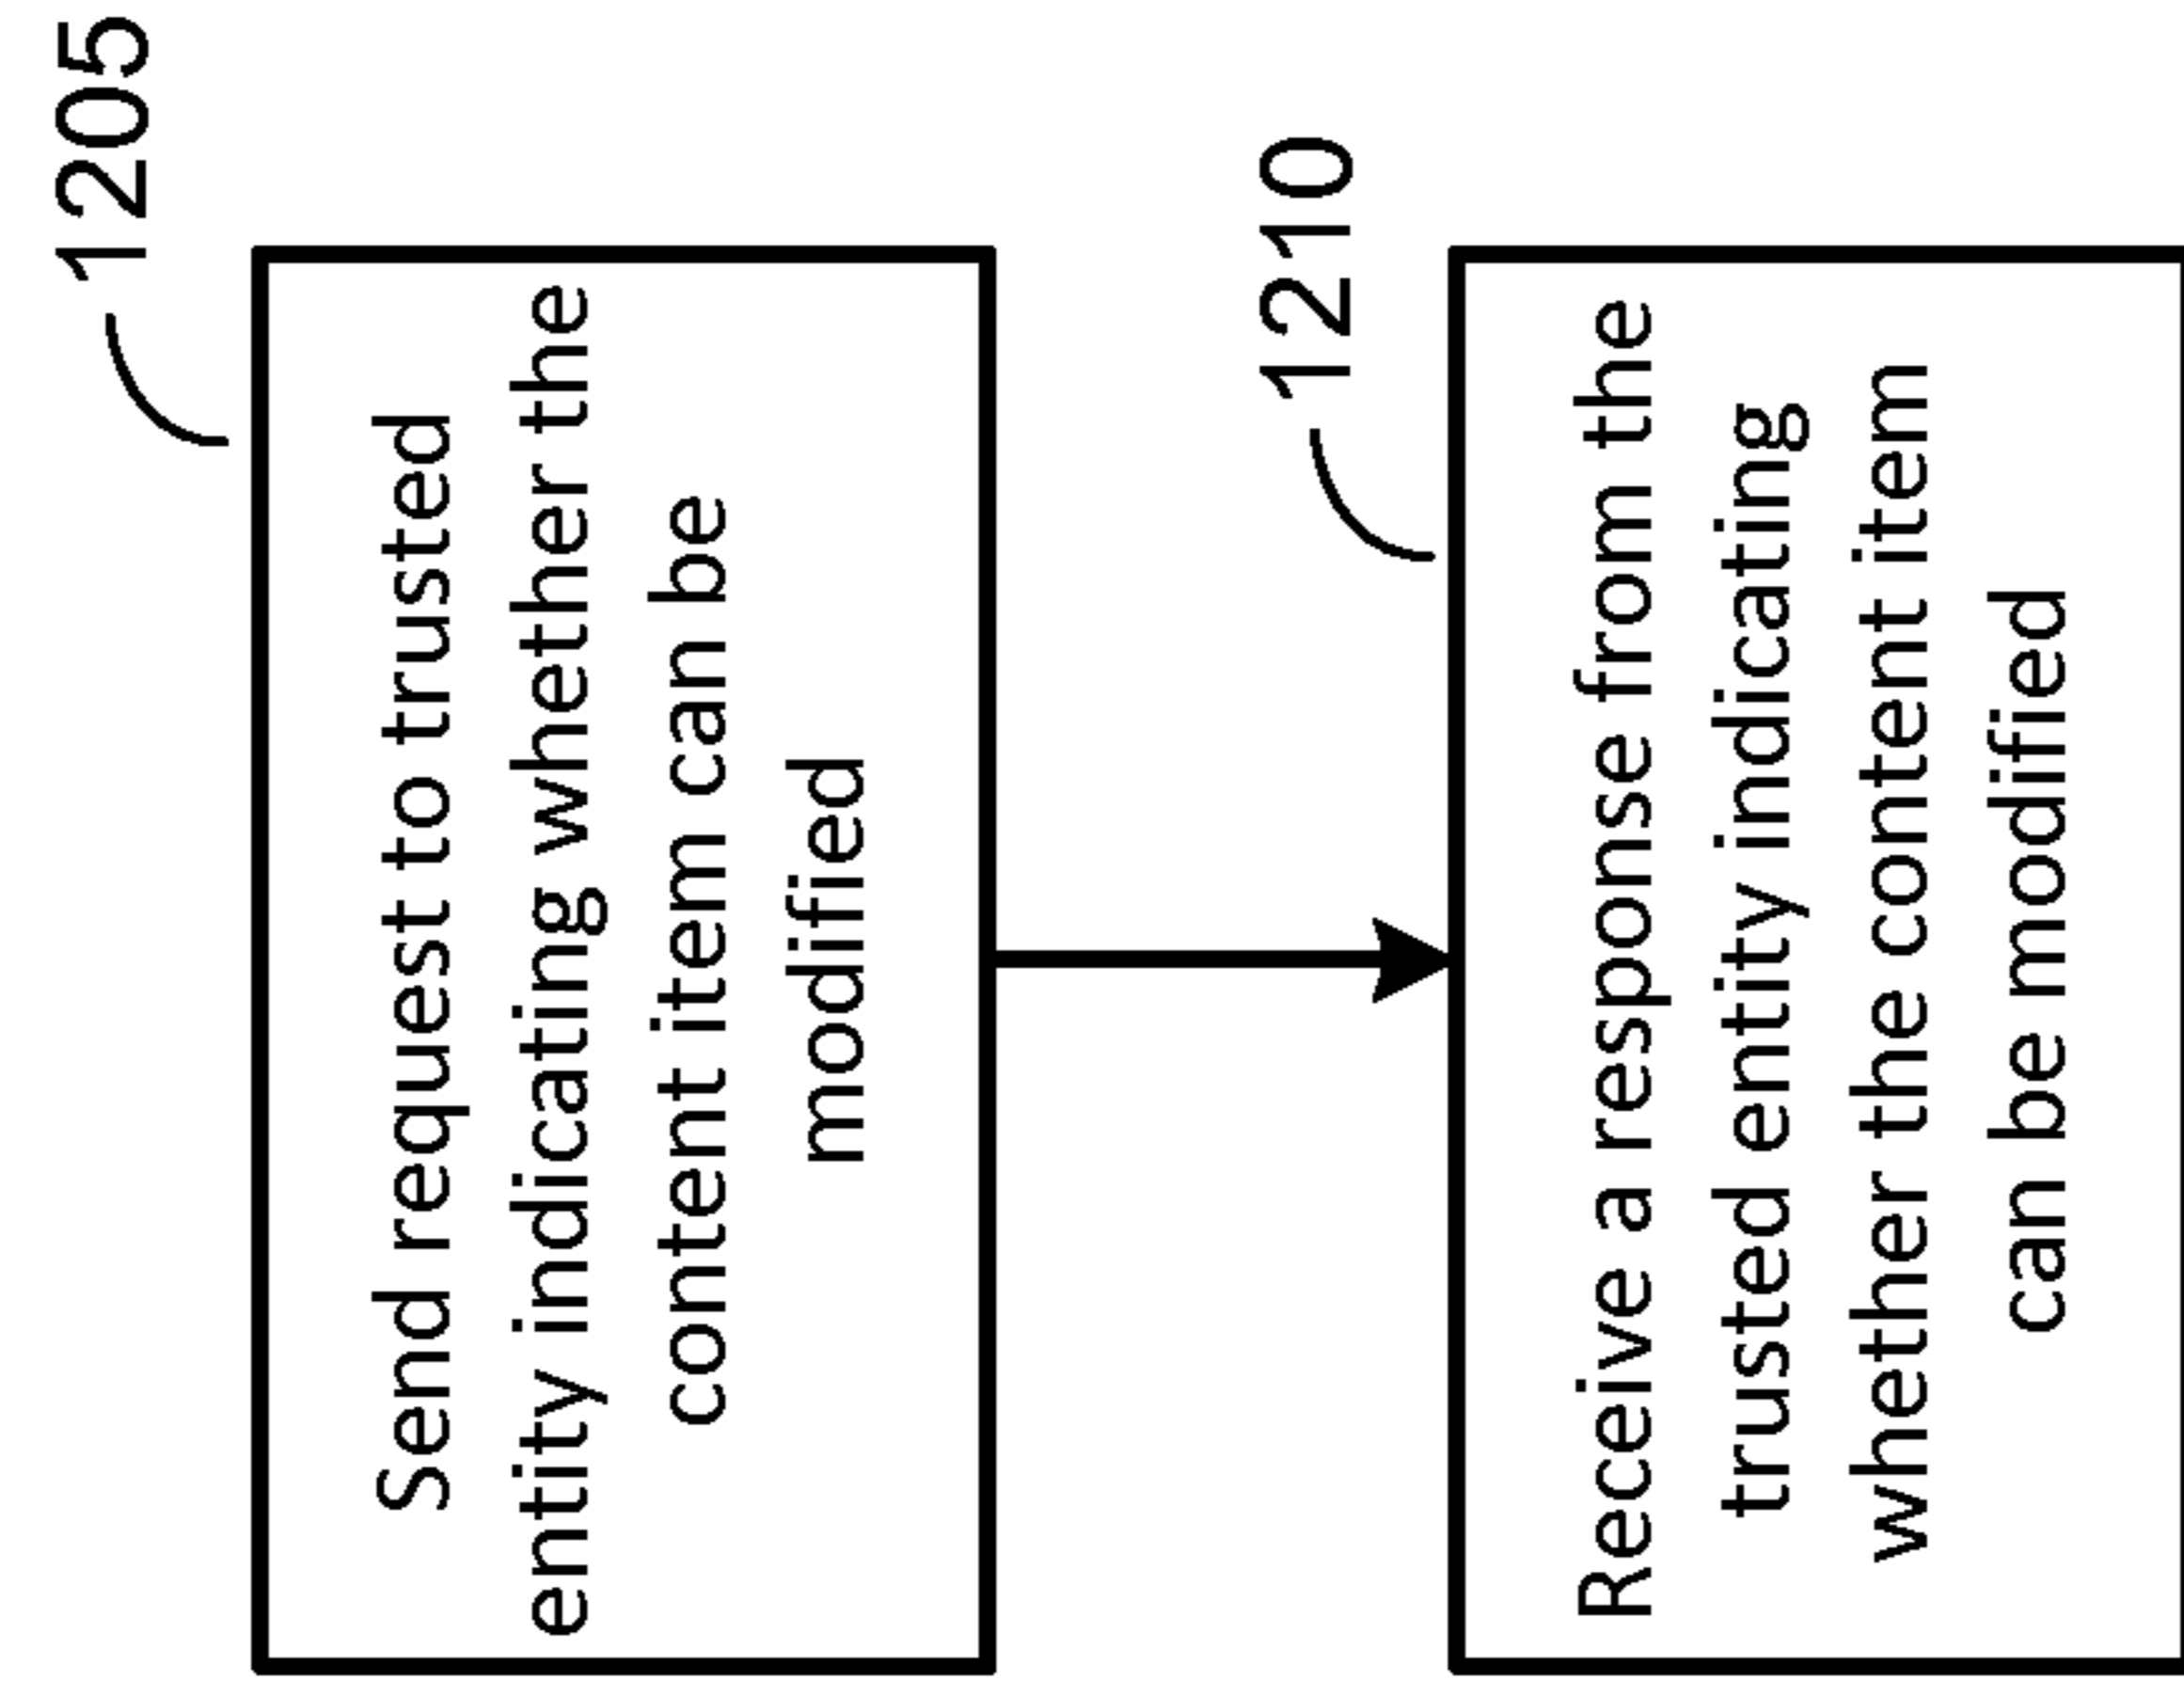 1205
Send request to trusted
entity indicating whether the
content item can be
modified
1210
Receive a response from the
trusted entity indicating
whether the content item
can be modified